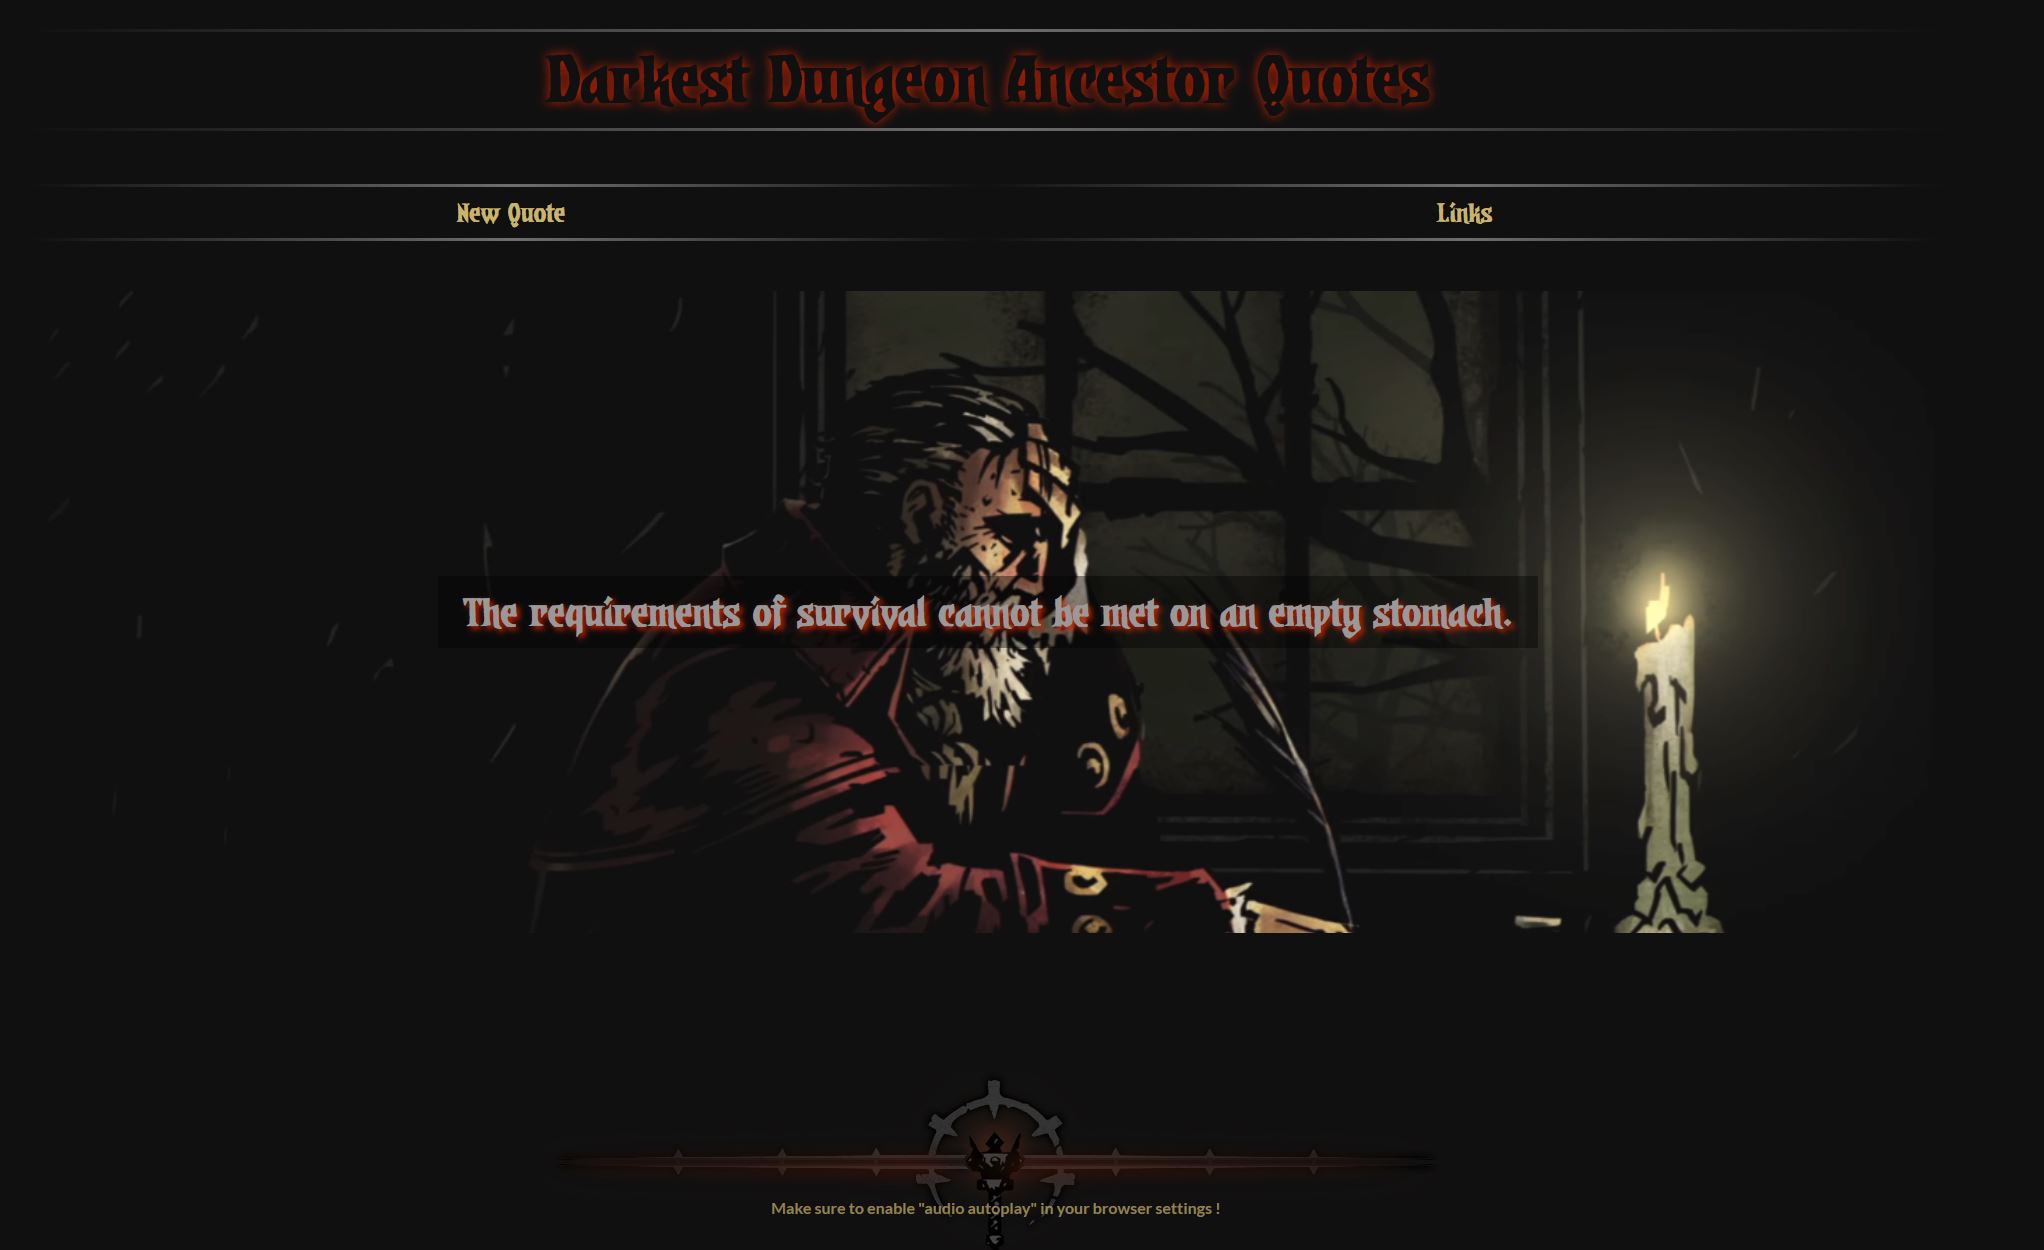 Darkest Dungeon Ancestor Quotes
New Quote
Links
The requirements of survival cannot be met on an empty stomach.
Make sure to enable "audio autoplay" in your browser settings !